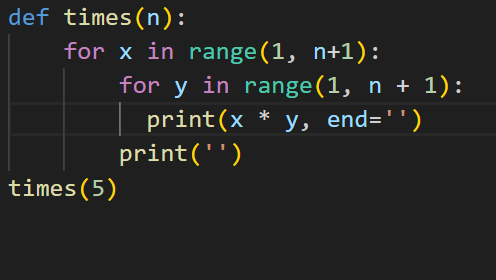 def times(n):
    for x in range(1, n+1):
        for y in range(1, n + 1):
          print(x * y, end='')
        print('')
times(5)